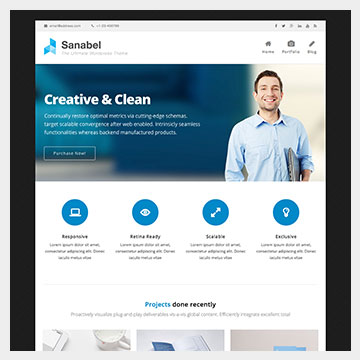 email@address.com +1-23-456789
Sanabel
The Ultimate Wordpress Theme
Home Portfolio Blog
Creative & Clean
Continually restore optimal metrics via cutting-edge schemas.
target scalable convergence after web enabled. Intrinsicly seamless
functionalities whereas backend manufactured products.
Purchase Now!
Responsive Retina Ready Scalable Exclusive
Lorem ipsum dolor sit amet, Lorem ipsum dolor sit amet, Lorem ipsum dolor sit amet, Lorem ipsum dolor sit amet,
consectetur adipiscing elit. Donec consectetur adipiscing elit. Donec consectetur adipiscing elit. Donec consectetur adipiscing elit. Donec
iaculis metus vitae iaculis metus vitae iaculis metus vitae iaculis metus vitae
Projects done recently
Proactively visualize plug and play deliverables vis-a-vis global content. Efficiently integrate excellent total